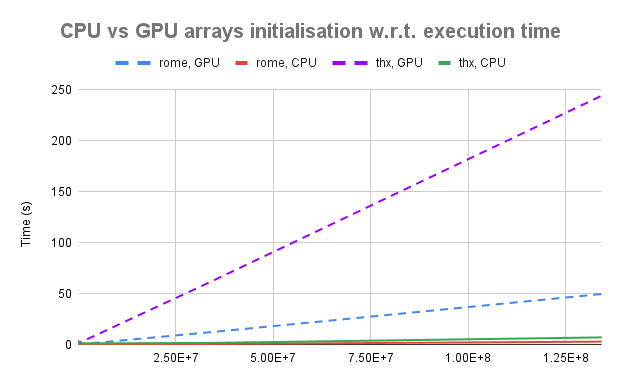 CPU vs GPU arrays initialisation w.r.t. execution time
rome, GPU rome, CPU thx, GPU thx, CPU
250
200
150
100
50
0
Time (s)
2.50E+7 5.00E+7 7.50E+7 1.00E+8 1.25E+8